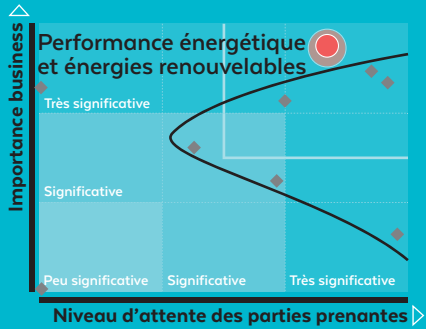 Performance énergétique
et énergies renouvelables
Importance business
Très significative
Significative
Peu significative
Significative
Très significative
Niveau d'attente des parties prenantes